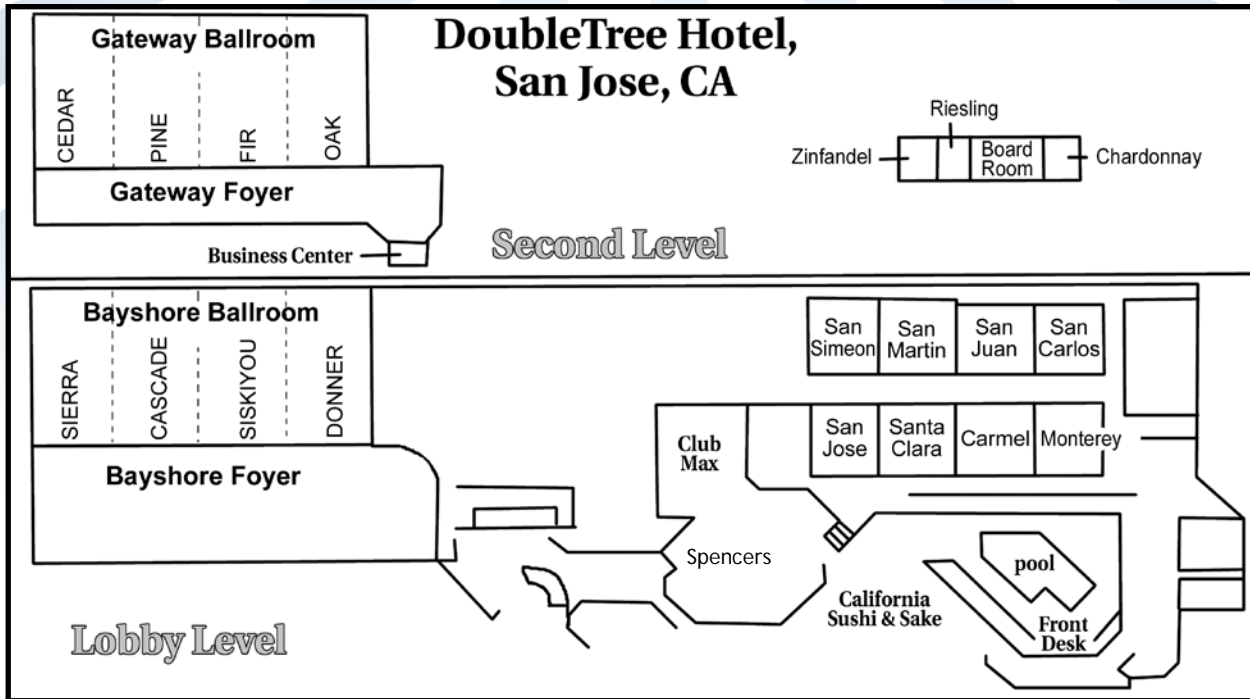 DoubleTree Hotel,
San Jose, CA
Gateway Ballroom
CEDAR
PINE
FIR
OAK
Gateway Foyer
Business Center
Riesling
Zinfandel
Board
Room
Chardonnay
Second Level
Bayshore Ballroom
SIERRA
CASCADE
SISKIYOU
DONNER
Bayshore Foyer
San
Simeon
San
Martin
San
Juan
San
Carlos
San
Jose
Santa
Clara
Carmel
Monterey
Club
Max
Spencers
California
Sushi & Sake
pool
Front
Desk
Lobby Level